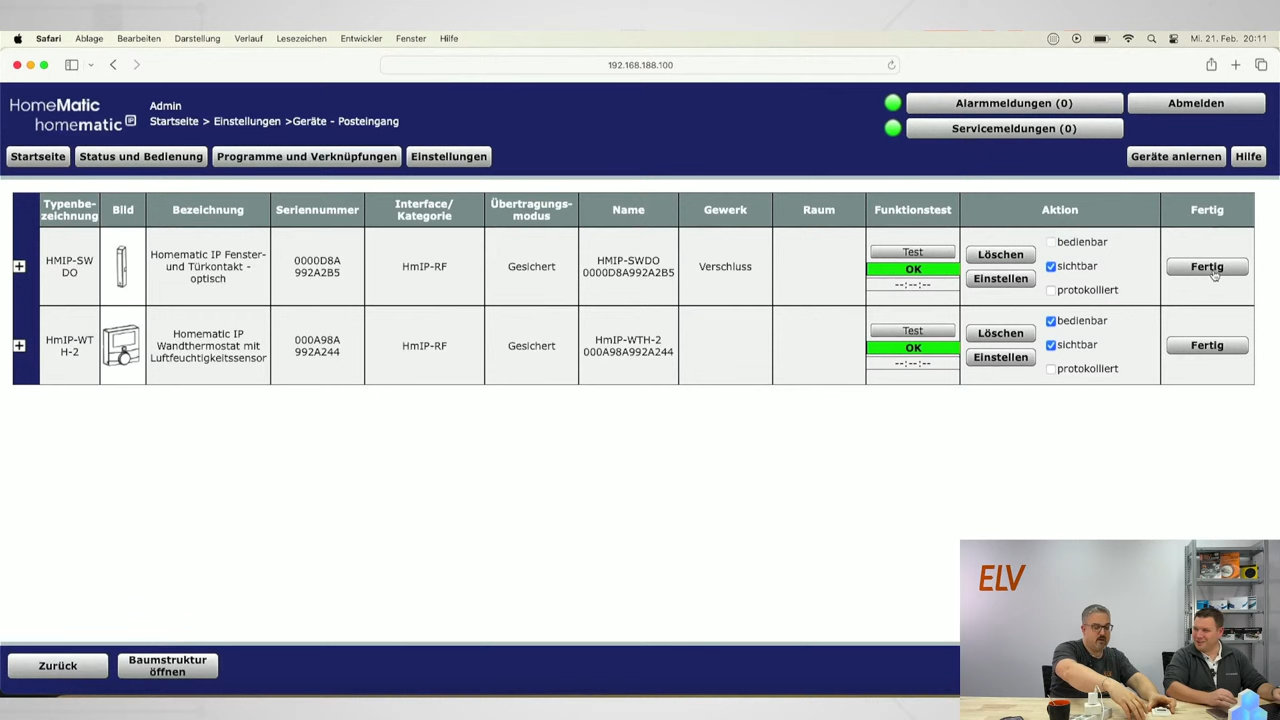 Safari Ablage Bearbeiten Darstellung Verlauf Lesezeichen Entwickler Fenster Hilfe
Mi. 21. Feb. 20:11
192.168.188.100
HomeMatic
homematic IP
Admin
Startseite > Einstellungen >Geräte - Posteingang
Alarmmeldungen (0)
Abmelden
Servicemeldungen (0)
Startseite
Status und Bedienung
Programme und Verknüpfungen
Einstellungen
Geräte anlernen
Hilfe
Typenbe-
zeichnung
Bild
Bezeichnung
Seriennummer
Interface/
Kategorie
Übertragungs-
modus
Name
Gewerk
Raum
Funktionstest
Aktion
Fertig
HMIP-SW
DO
Homematic IP Fenster-
und Türkontakt -
optisch
0000D8A
992A2B5
HmIP-RF
Gesichert
HMIP-SWDO
0000D8A992A2B5
Verschluss
Test
OK
--:--:--
Löschen
Einstellen
bedienbar
sichtbar
protokolliert
Fertig
HmIP-WT
H-2
Homematic IP
Wandthermostat mit
Luftfeuchtigkeitssensor
000A98A
992A244
HmIP-RF
Gesichert
HmIP-WTH-2
000A98A992A244
Test
OK
--:--:--
Löschen
Einstellen
bedienbar
sichtbar
protokolliert
Fertig
Zurück
Baumstruktur
öffnen
ELV